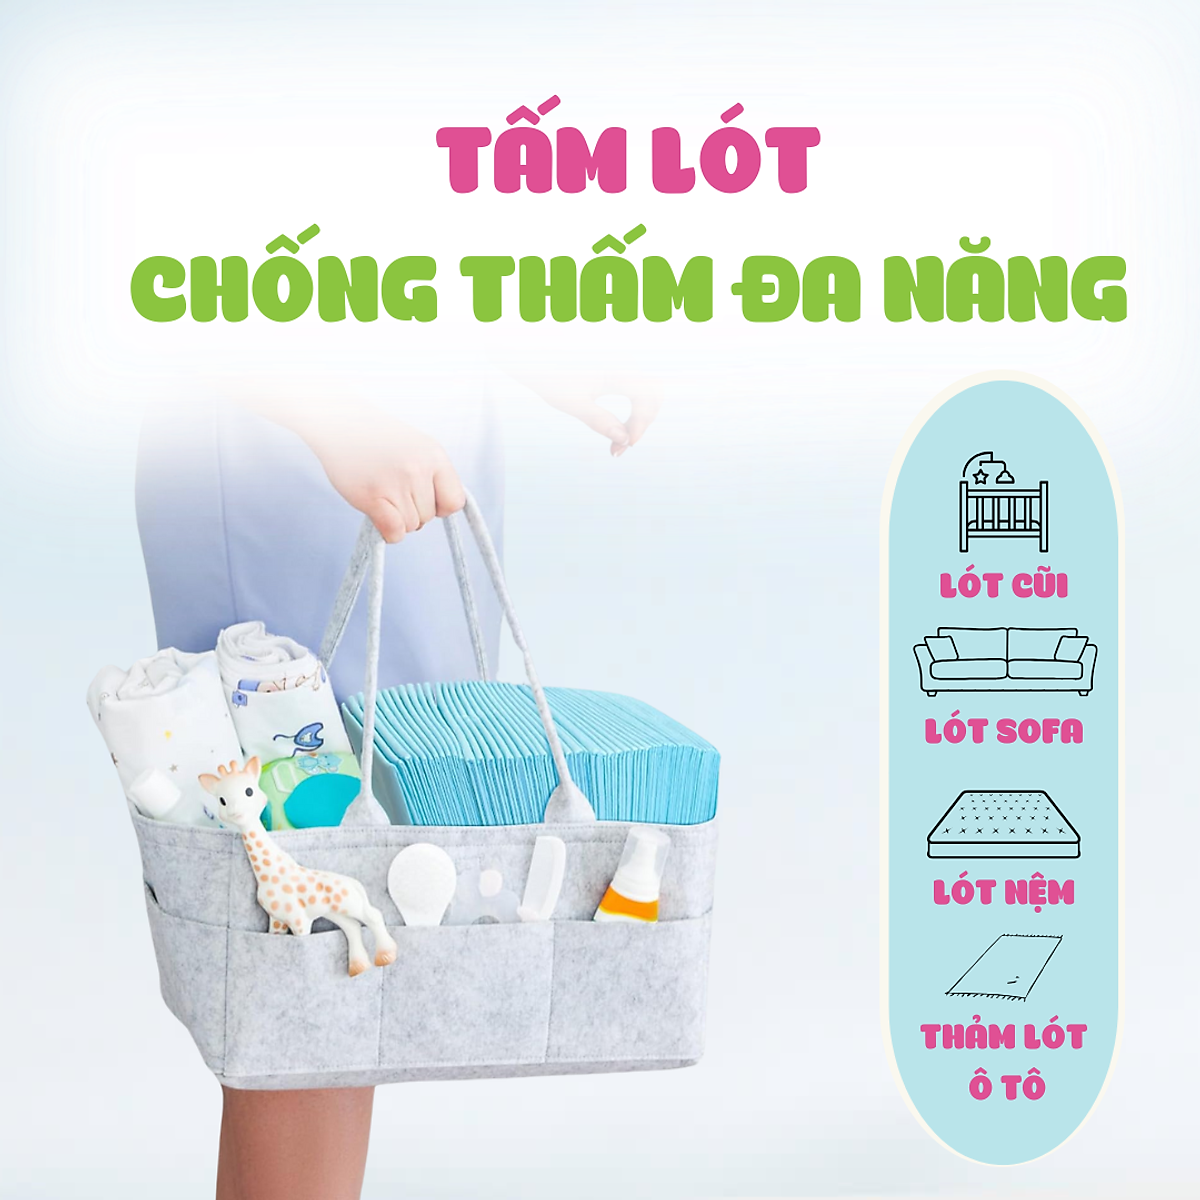 TẤM LÓT
CHỐNG THẤM ĐA NĂNG
LÓT CŨI
LÓT SOFA
LÓT NỆM
THẢM LÓT
Ô TÔ